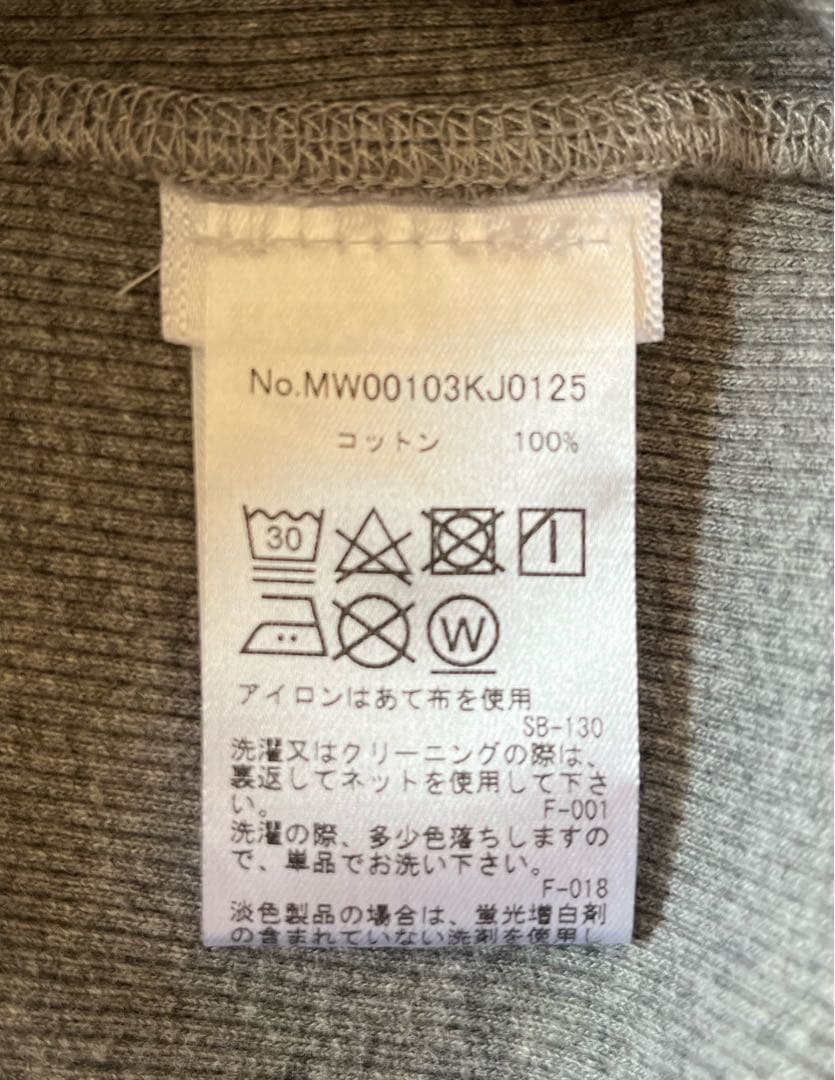 No.MW00103KJ0125
コットン 100%
30
W
アイロンはあて布を使用
SB-130
洗濯又はクリーニングの際は、
裏返してネットを使用して下さ
い。
F-001
洗濯の際、多少色落ちしますの
で、単品でお洗い下さい。
F-018
淡色製品の場合は、蛍光増白剤
の含まれていない洗剤を使用し